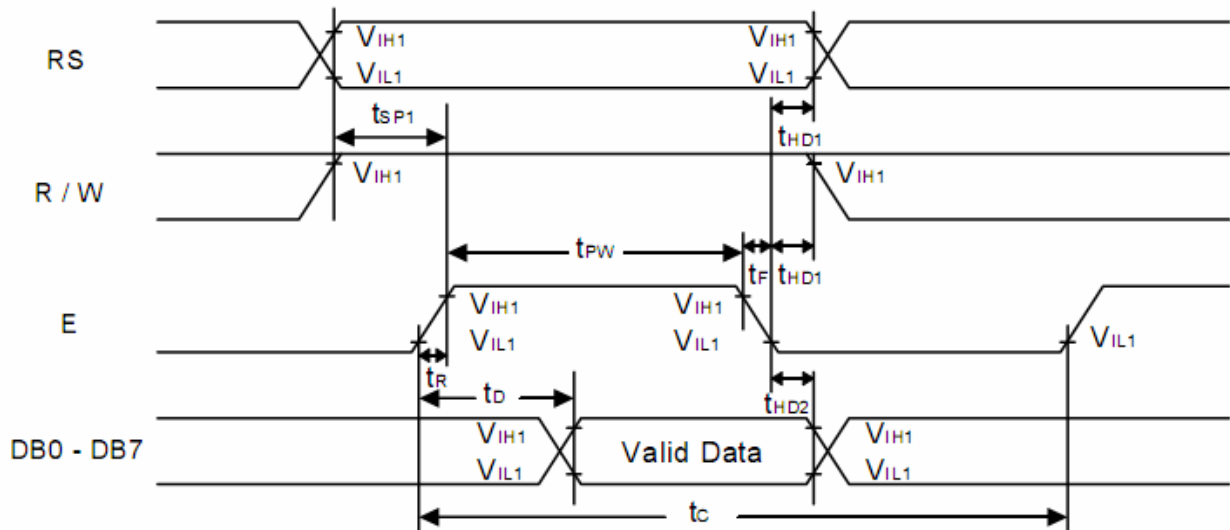 RS
VIH1
VIL1
VIH1
VIL1
tSP1
tHD1
R / W
VIH1
VIH1
tPW
tF
tHD1
E
VIH1
VIL1
VIH1
VIL1
VIL1
tR
tD
tHD2
DB0 - DB7
VIH1
VIL1
Valid Data
VIH1
VIL1
tC